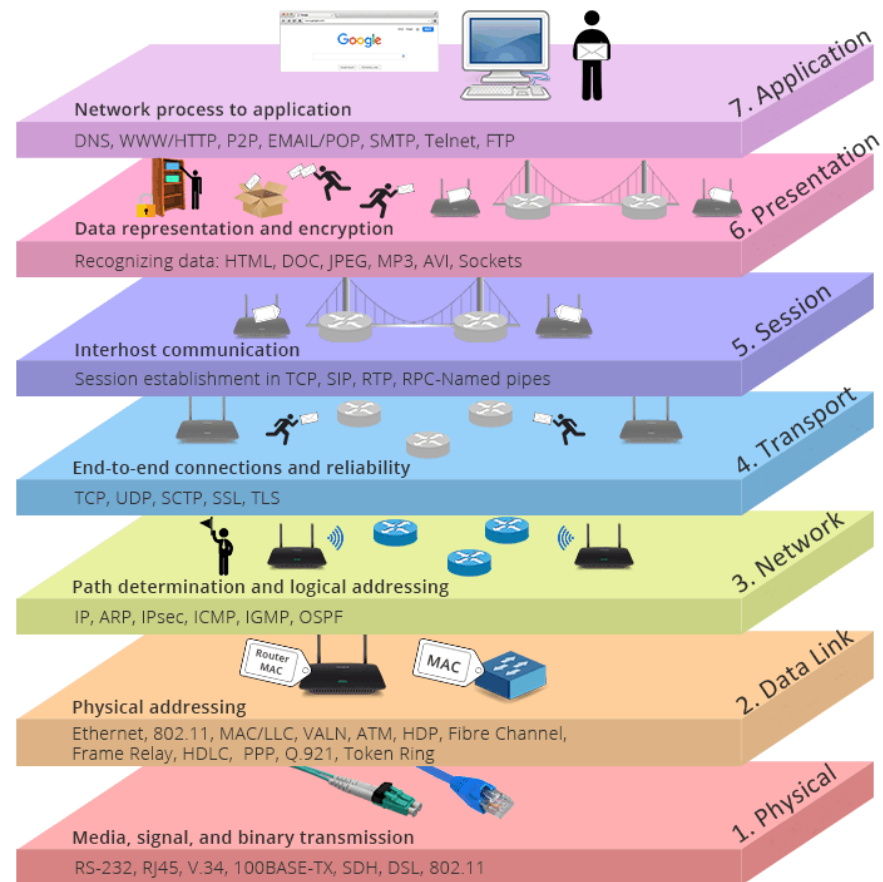 Google
7. Application
Network process to application
DNS, WWW/HTTP, P2P, EMAIL/POP, SMTP, Telnet, FTP
6. Presentation
Data representation and encryption
Recognizing data: HTML, DOC, JPEG, MP3, AVI, Sockets
5. Session
Interhost communication
Session establishment in TCP, SIP, RTP, RPC-Named pipes
4. Transport
End-to-end connections and reliability
TCP, UDP, SCTP, SSL, TLS
3. Network
Path determination and logical addressing
IP, ARP, IPsec, ICMP, IGMP, OSPF
Router
MAC
MAC
2. Data Link
Physical addressing
Ethernet, 802.11, MAC/LLC, VALN, ATM, HDP, Fibre Channel,
Frame Relay, HDLC, PPP, Q.921, Token Ring
1. Physical
Media, signal, and binary transmission
RS-232, RJ45, V.34, 100BASE-TX, SDH, DSL, 802.11